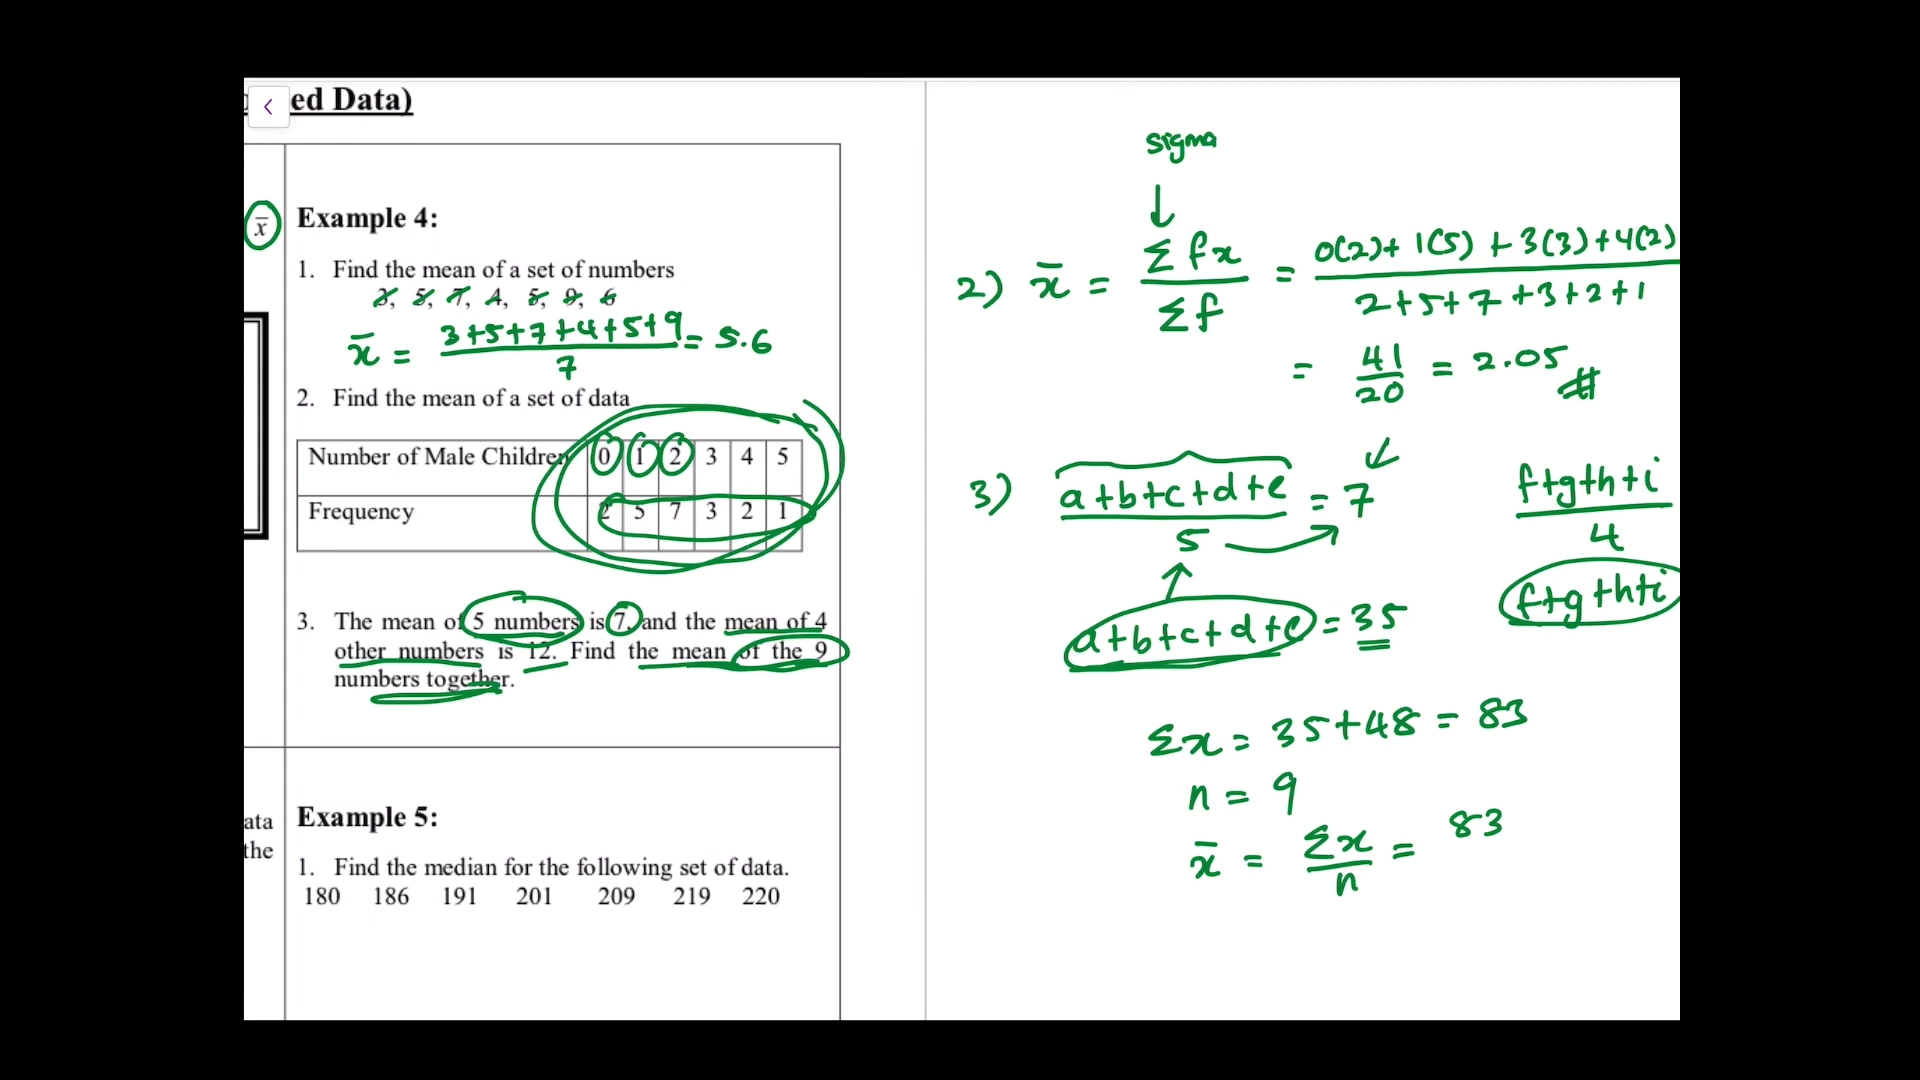 ed Data)
x̄
Example 4:
1. Find the mean of a set of numbers
3, 5, 7, 4, 5, 9, 6
x̄ = 3+5+7+4+5+9 / 7 = 5.6
2. Find the mean of a set of data
Number of Male Children 0 1 2 3 4 5
Frequency 2 5 7 3 2 1
3. The mean of 5 numbers is 7, and the mean of 4
other numbers is 12. Find the mean of the 9
numbers together.
ata
the
Example 5:
1. Find the median for the following set of data.
180 186 191 201 209 219 220
sigma
2) x̄ = Σfx / Σf = 0(2)+1(5)+3(3)+4(2) / 2+5+7+3+2+1
= 41 / 20 = 2.05 #
3) a+b+c+d+e / 5 = 7
a+b+c+d+e = 35
f+g+h+i / 4
f+g+h+i
Σx = 35+48 = 83
n = 9
x̄ = Σx / n = 83